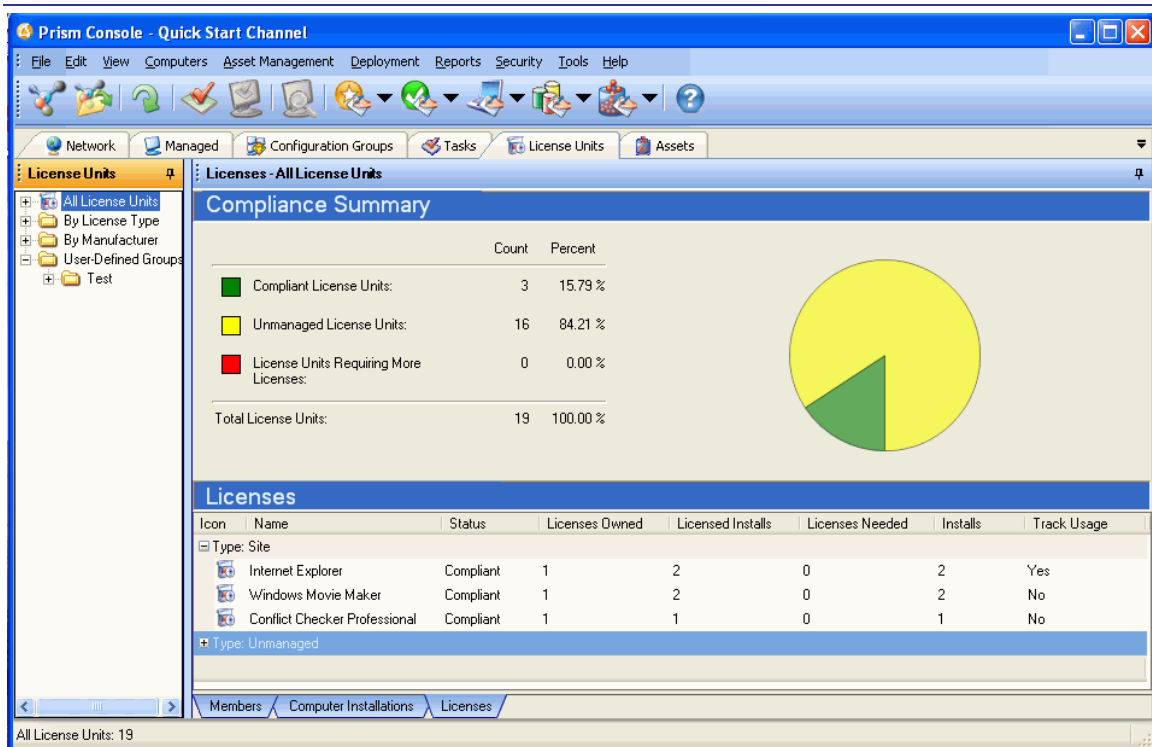 Prism Console - Quick Start Channel
File Edit View Computers Asset Management Deployment Reports Security Tools Help
Network Managed Configuration Groups Tasks License Units Assets
License Units
Licenses - All License Units
All License Units
By License Type
By Manufacturer
User-Defined Groups
Test
Compliance Summary
Count Percent
Compliant License Units: 3 15.79 %
Unmanaged License Units: 16 84.21 %
License Units Requiring More 0 0.00 %
Licenses:
Total License Units: 19 100.00 %
Licenses
Icon Name Status Licenses Owned Licensed Installs Licenses Needed Installs Track Usage
Type: Site
Internet Explorer Compliant 1 2 0 2 Yes
Windows Movie Maker Compliant 1 2 0 2 No
Conflict Checker Professional Compliant 1 1 0 1 No
Type: Unmanaged
Members Computer Installations Licenses
All License Units: 19